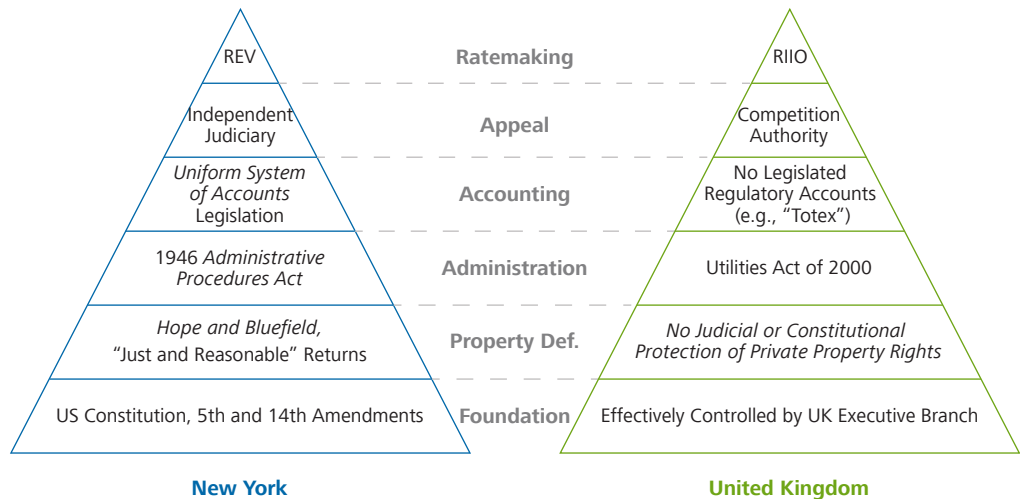 REV
Ratemaking
RIIO
Independent
Judiciary
Appeal
Competition
Authority
Uniform System
of Accounts
Legislation
Accounting
No Legislated
Regulatory Accounts
(e.g., “Totex”)
1946 Administrative
Procedures Act
Administration
Utilities Act of 2000
Hope and Bluefield,
“Just and Reasonable” Returns
Property Def.
No Judicial or Constitutional
Protection of Private Property Rights
US Constitution, 5th and 14th Amendments
Foundation
Effectively Controlled by UK Executive Branch
New York
United Kingdom